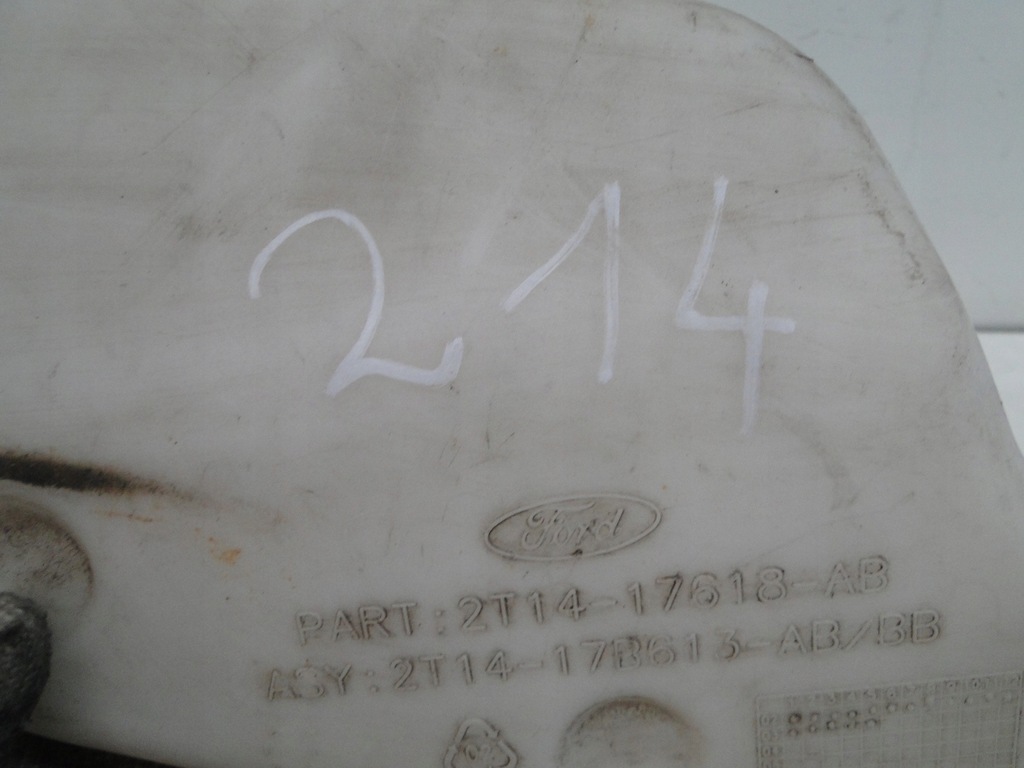 214
Ford
PART: 2T14-17618-AB
ASY: 2T14-17B613-AB/BB